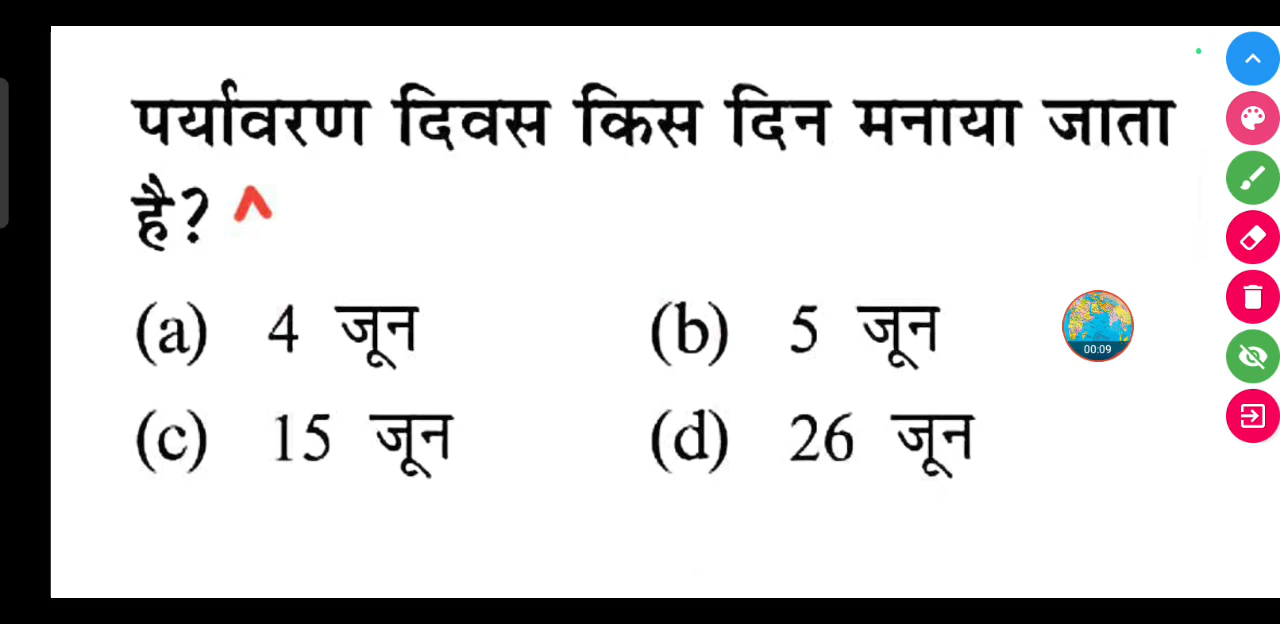 पर्यावरण दिवस किस दिन मनाया जाता
है? ^
(a) 4 जून (b) 5 जून
00:09
(c) 15 जून (d) 26 जून